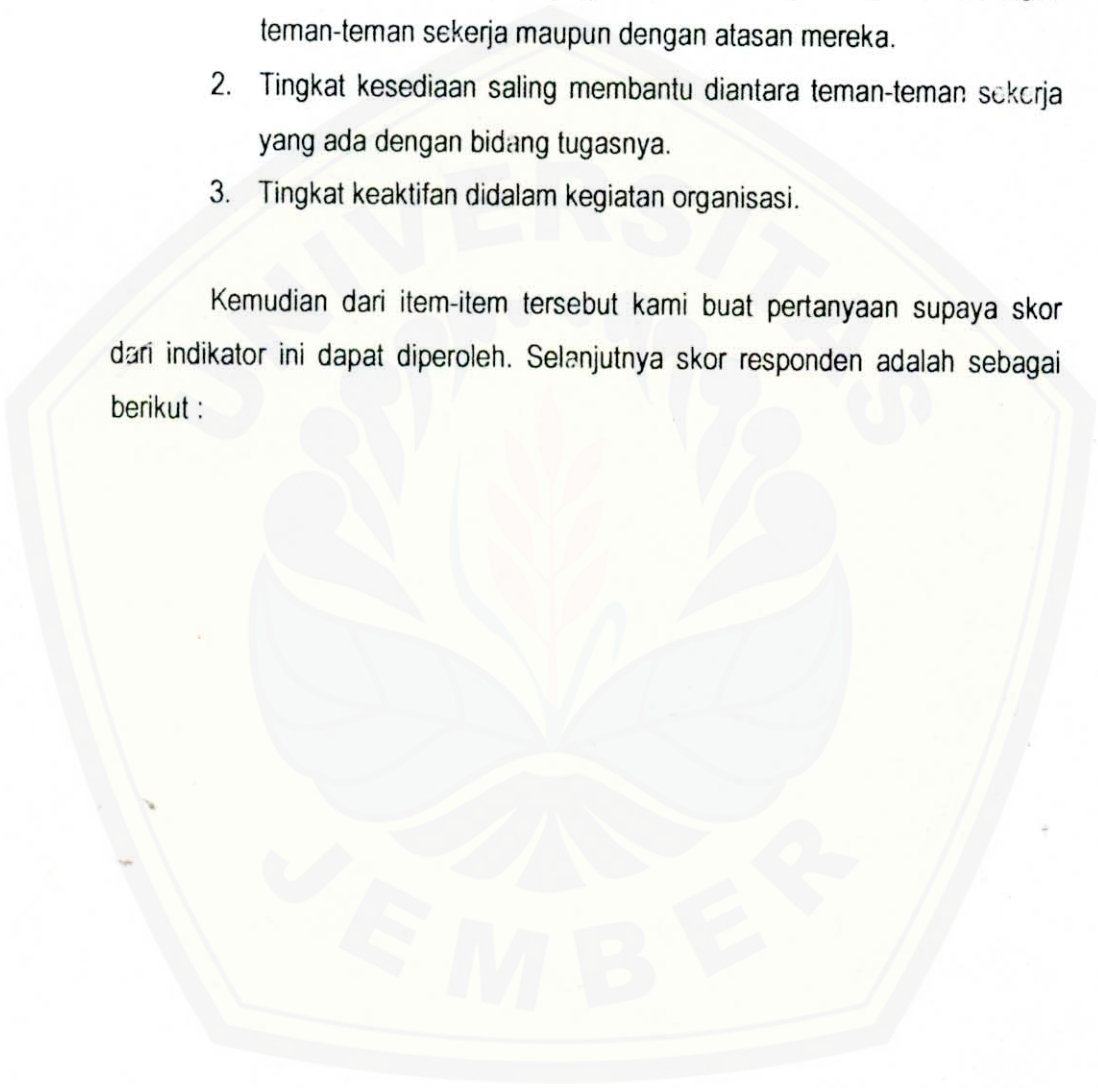 teman-teman sekerja maupun dengan atasan mereka.
2. Tingkat kesediaan saling membantu diantara teman-teman sekerja
yang ada dengan bidang tugasnya.
3. Tingkat keaktifan didalam kegiatan organisasi.
Kemudian dari item-item tersebut kami buat pertanyaan supaya skor
dari indikator ini dapat diperoleh. Selanjutnya skor responden adalah sebagai
berikut :
UNIVERSITAS
JEMBER